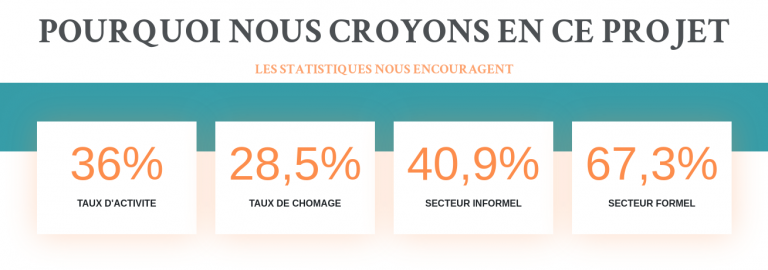 POURQUOI NOUS CROYONS EN CE PROJET
LES STATISTIQUES NOUS ENCOURAGENT
36% 28,5% 40,9% 67,3%
TAUX D'ACTIVITE TAUX DE CHOMAGE SECTEUR INFORMEL SECTEUR FORMEL